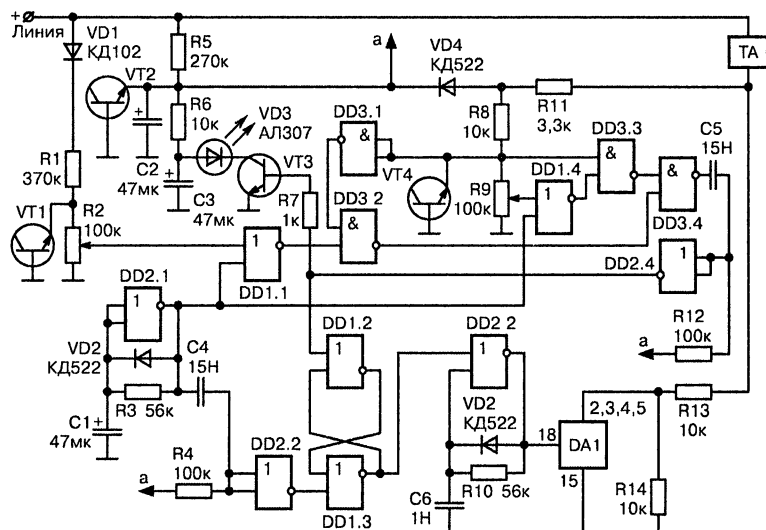 +
Линия
VD1
КД102
R5
270к
a
VD4
КД522
TA
VT2
R6
10к
VD3
АЛ307
DD3.1
&
R8
10к
R11
3,3к
DD3.3
&
C5
15Н
+
C2
47мк
+
C3
47мк
VT3
VT4
R1
370к
R7
1к
DD3 2
&
R9
100к
DD1.4
1
&
DD3.4
VT1
R2
100к
DD1.1
1
DD2.4
1
DD2.1
1
VD2
КД522
C4
15Н
R3 56к
DD1.2
1
DD2 2
1
R12
100к
a
VD2
КД522
2,3,4,5
R13
10к
C1
+
47мк
18
DA1
15
R4
100к
a
DD2.2
1
1
DD1.3
R10 56к
C6
1Н
R14
10к